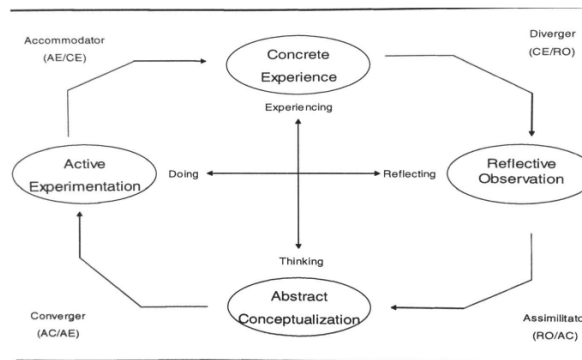 Accommodator
(AE/CE)
Concrete
Experience
Diverger
(CE/RO)
Experiencing
Active
Experimentation
Doing
Reflecting
Reflective
Observation
Thinking
Abstract
Conceptualization
Converger
(AC/AE)
Assimilitato
(RO/AC)